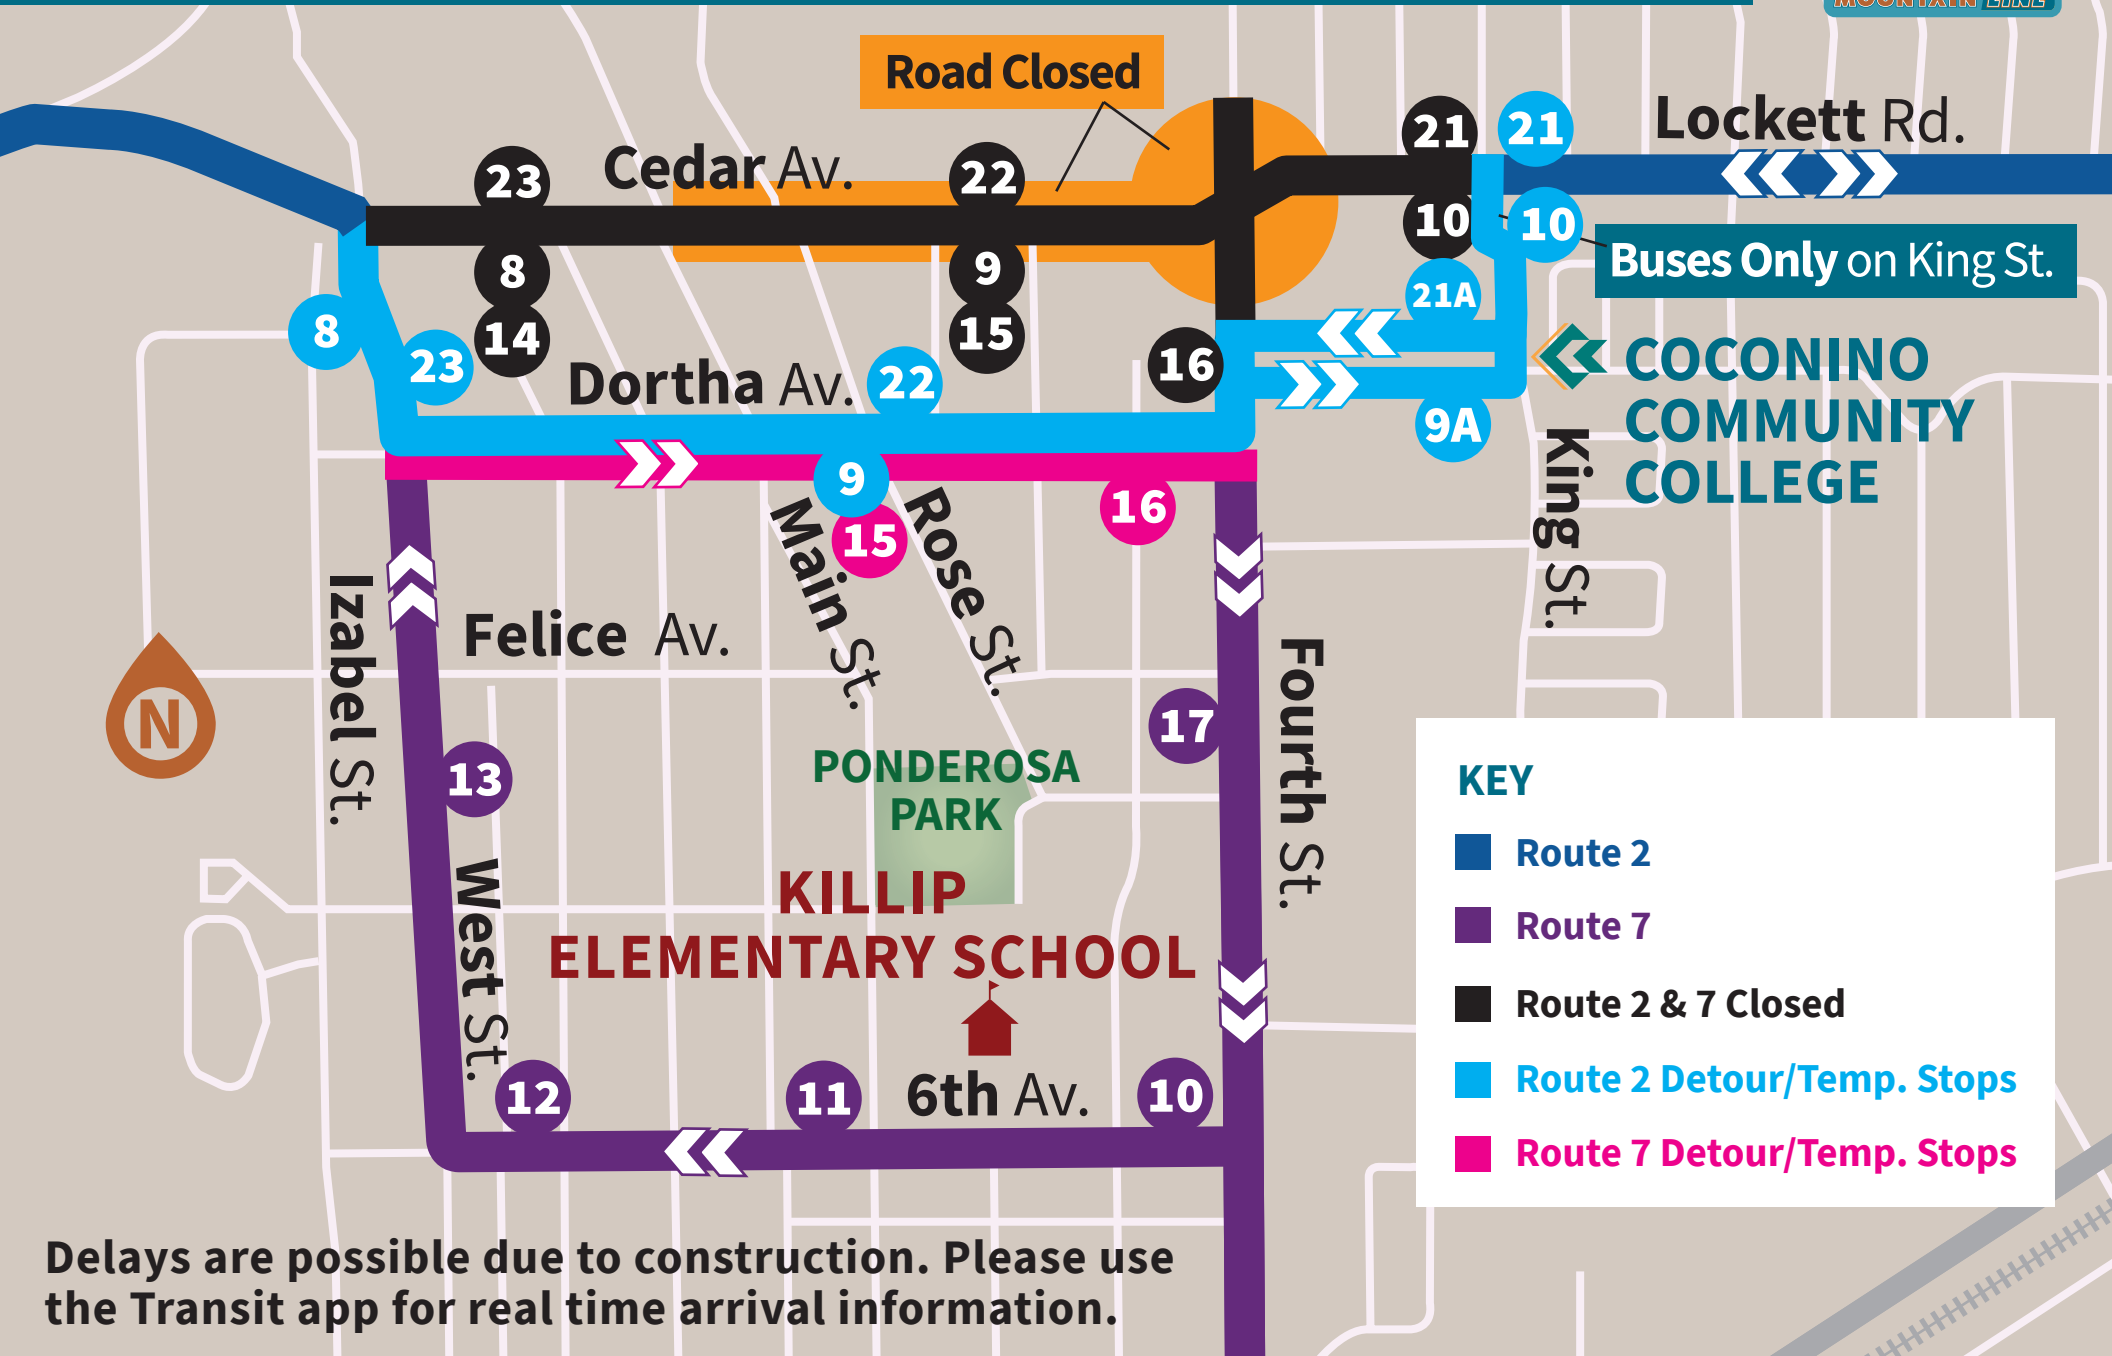 MOUNTAIN LINE
Road Closed
Lockett Rd.
21
21
Cedar Av.
23
22
10
10
Buses Only on King St.
8
9
21A
8
14
15
23
16
COCONINO
COMMUNITY
COLLEGE
Dortha Av.
22
9A
9
16
15
King St.
Main St.
Rose St.
Izabel St.
Felice Av.
Fourth St.
N
17
13
PONDEROSA
PARK
West St.
KILLIP
ELEMENTARY SCHOOL
12
11
6th Av.
10
KEY
Route 2
Route 7
Route 2 & 7 Closed
Route 2 Detour/Temp. Stops
Route 7 Detour/Temp. Stops
Delays are possible due to construction. Please use
the Transit app for real time arrival information.